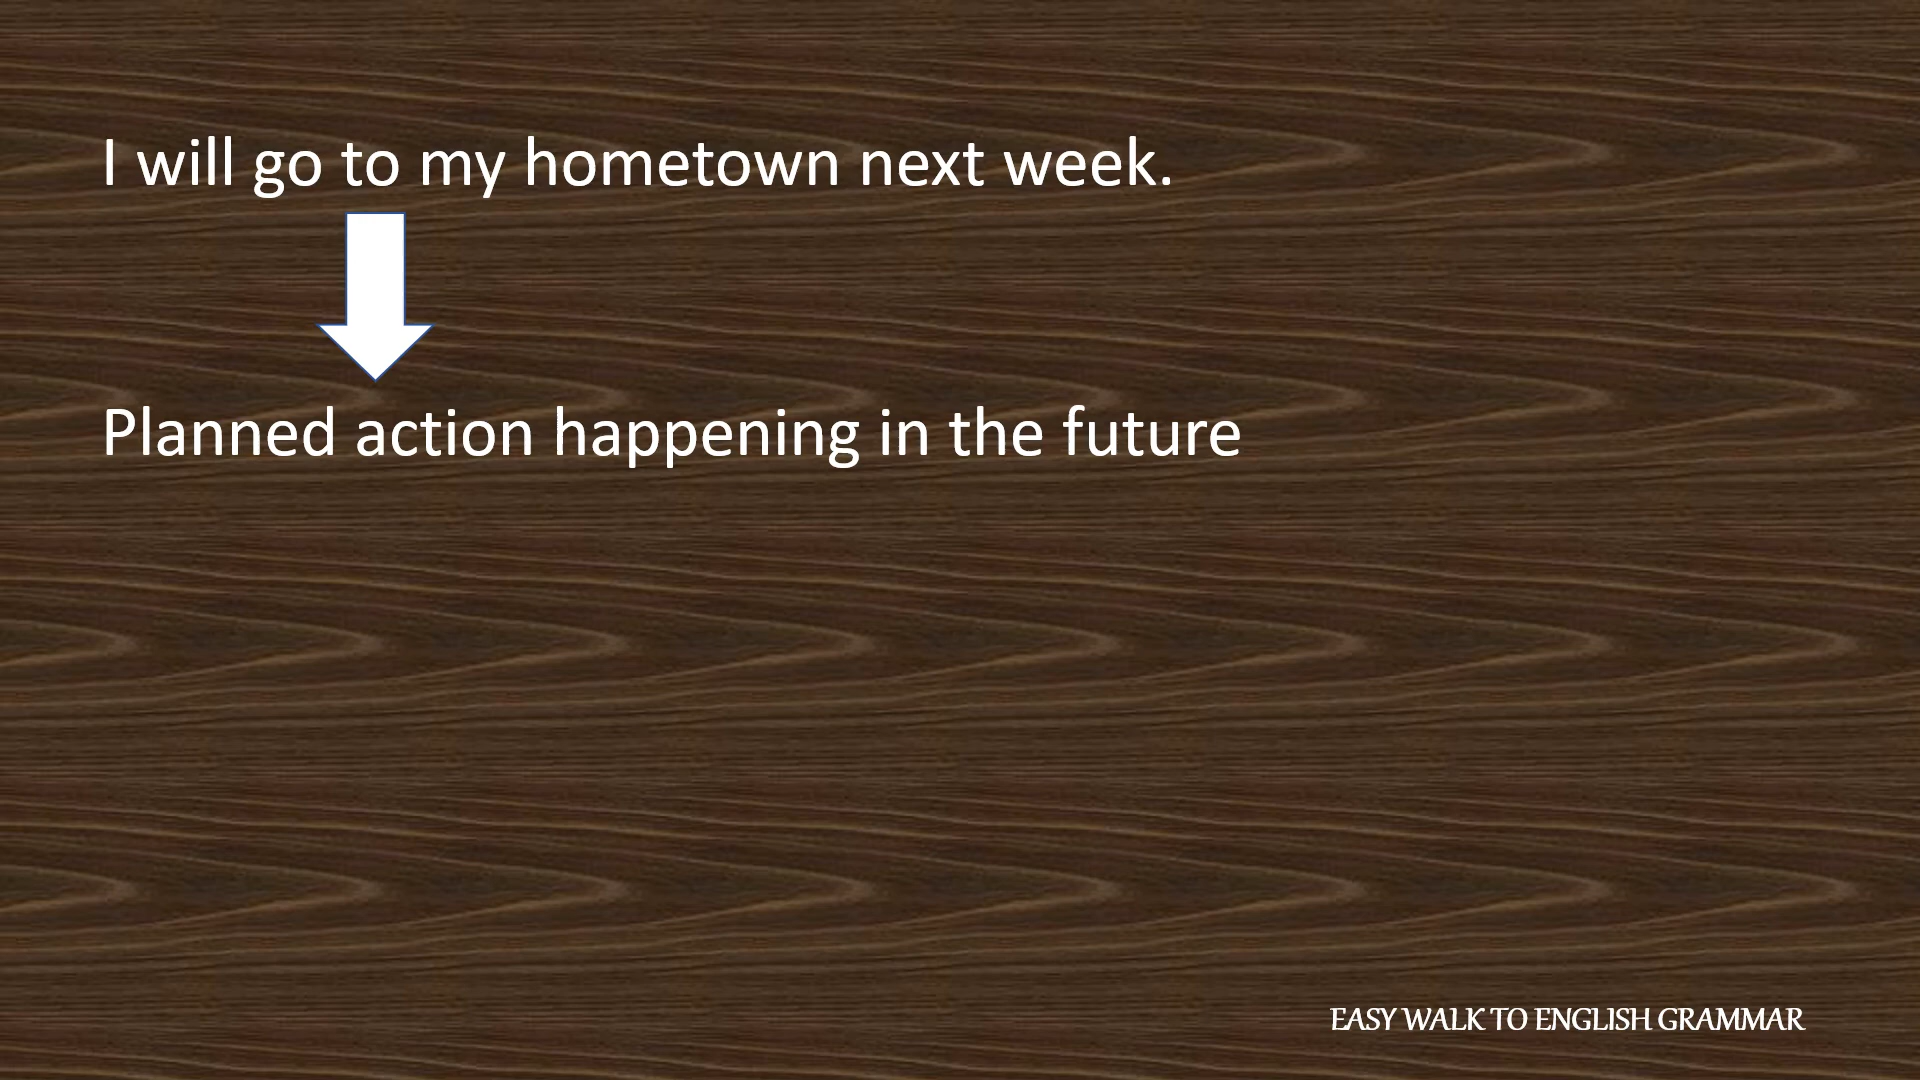 I will go to my hometown next week.
Planned action happening in the future
EASY WALK TO ENGLISH GRAMMAR